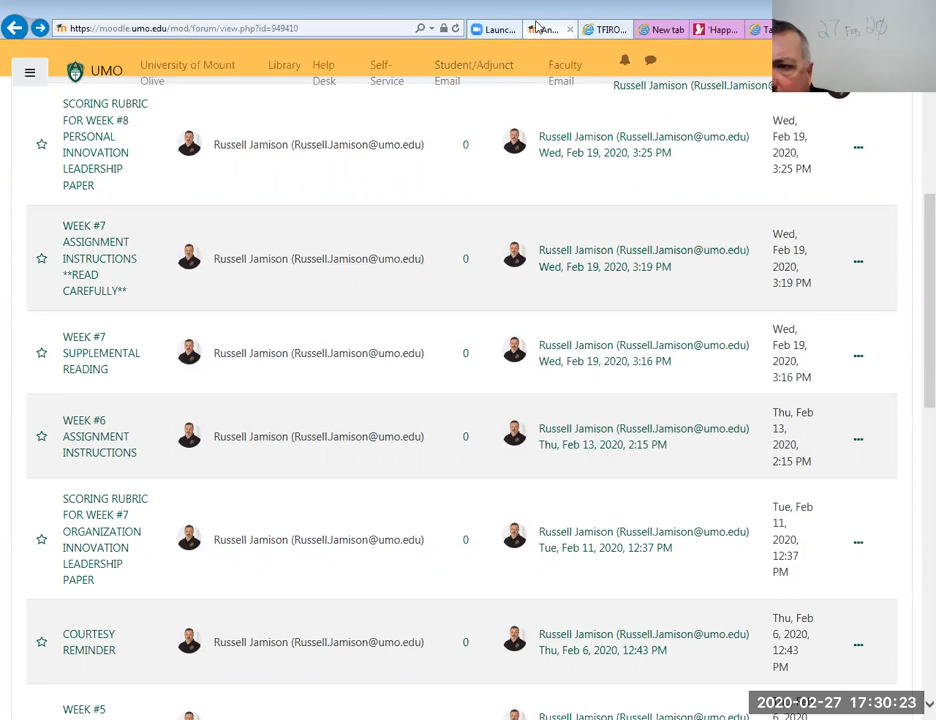 https://moodle.umo.edu/mod/forum/view.php?id=949410
Launc...
An...
TFIRO...
New tab
'Happ...
27 Feb 20
UMO
University of Mount Olive
Library
Help Desk
Self-Service
Student/Adjunct Email
Faculty Email
Russell Jamison (Russell.Jamison@umo.edu)
SCORING RUBRIC
FOR WEEK #8
PERSONAL
INNOVATION
LEADERSHIP
PAPER
Russell Jamison (Russell.Jamison@umo.edu)
0
Russell Jamison (Russell.Jamison@umo.edu)
Wed, Feb 19, 2020, 3:25 PM
Wed,
Feb 19,
2020,
3:25 PM
WEEK #7
ASSIGNMENT
INSTRUCTIONS
**READ
CAREFULLY**
Russell Jamison (Russell.Jamison@umo.edu)
0
Russell Jamison (Russell.Jamison@umo.edu)
Wed, Feb 19, 2020, 3:19 PM
Wed,
Feb 19,
2020,
3:19 PM
WEEK #7
SUPPLEMENTAL
READING
Russell Jamison (Russell.Jamison@umo.edu)
0
Russell Jamison (Russell.Jamison@umo.edu)
Wed, Feb 19, 2020, 3:16 PM
Wed,
Feb 19,
2020,
3:16 PM
WEEK #6
ASSIGNMENT
INSTRUCTIONS
Russell Jamison (Russell.Jamison@umo.edu)
0
Russell Jamison (Russell.Jamison@umo.edu)
Thu, Feb 13, 2020, 2:15 PM
Thu, Feb
13,
2020,
2:15 PM
SCORING RUBRIC
FOR WEEK #7
ORGANIZATION
INNOVATION
LEADERSHIP
PAPER
Russell Jamison (Russell.Jamison@umo.edu)
0
Russell Jamison (Russell.Jamison@umo.edu)
Tue, Feb 11, 2020, 12:37 PM
Tue, Feb
11,
2020,
12:37
PM
COURTESY
REMINDER
Russell Jamison (Russell.Jamison@umo.edu)
0
Russell Jamison (Russell.Jamison@umo.edu)
Thu, Feb 6, 2020, 12:43 PM
Thu, Feb
6, 2020,
12:43
PM
WEEK #5
2020-02-27 17:30:23